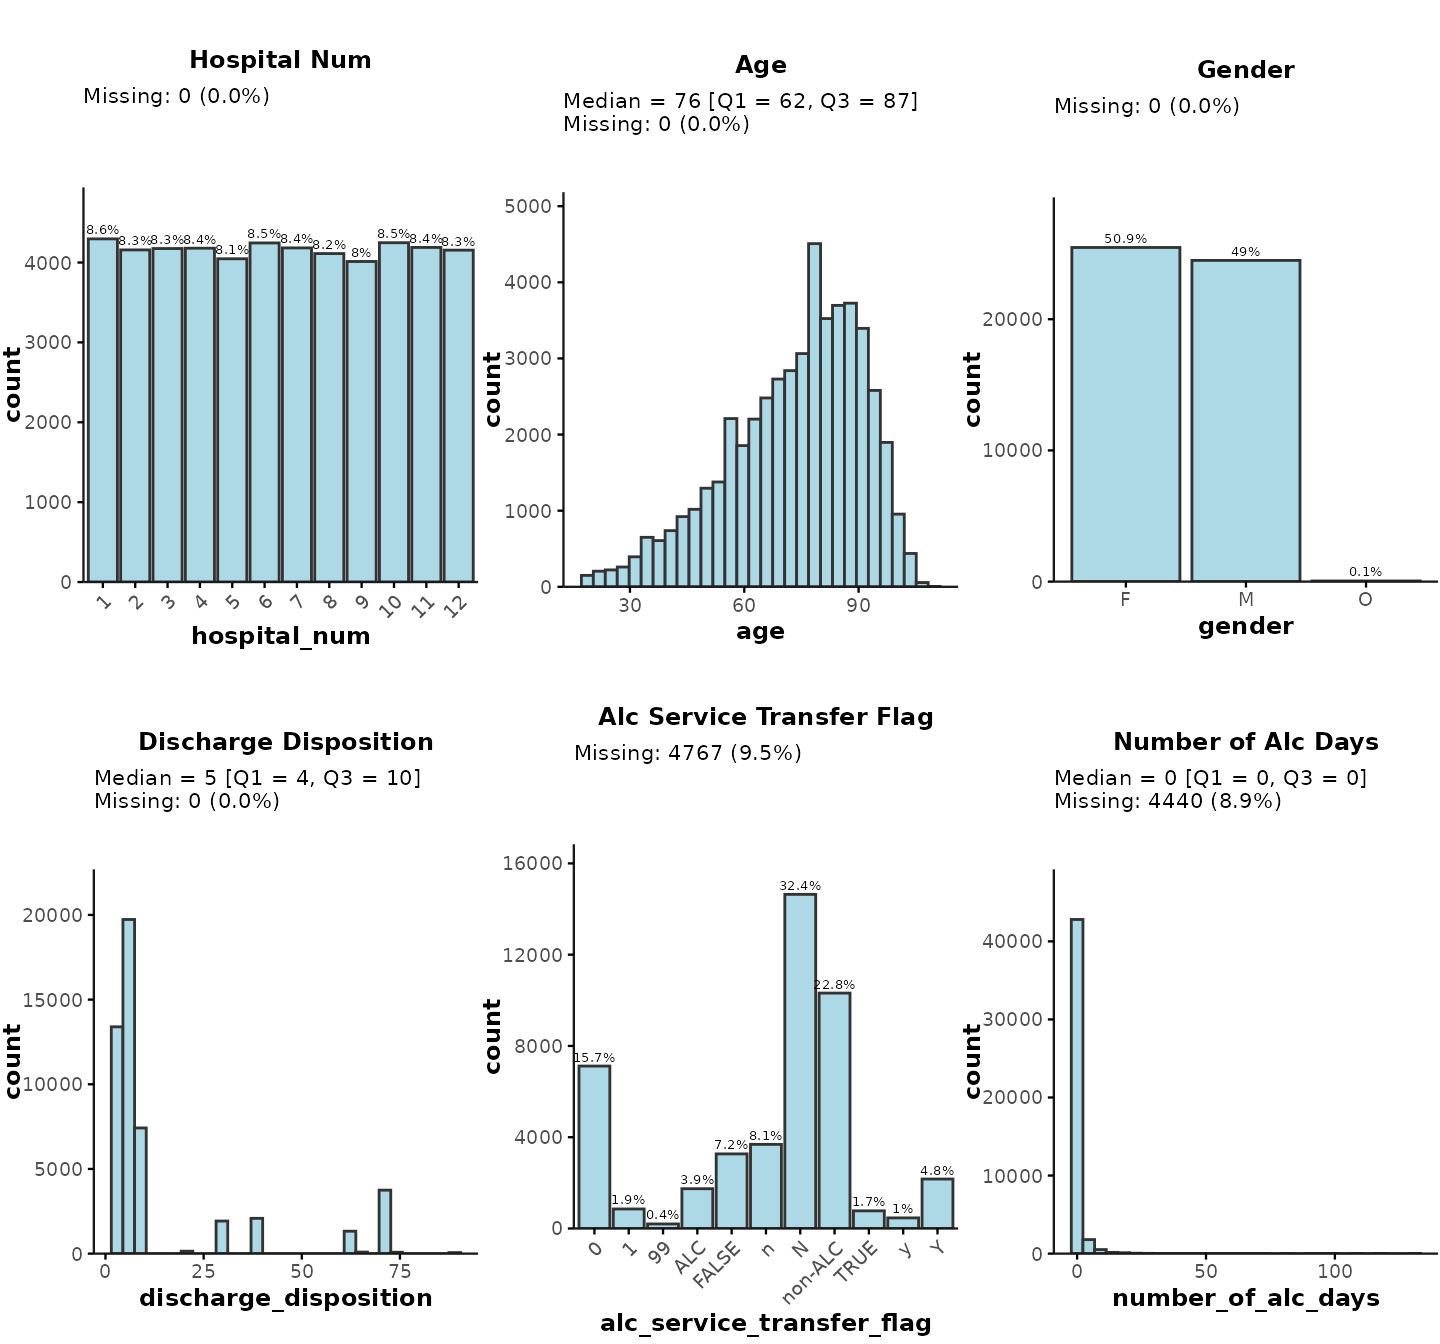 Hospital Num
Missing: 0 (0.0%)
count
4000
3000
2000
1000
0
8.6%
8.3%
8.3%
8.4%
8.1%
8.5%
8.4%
8.2%
8%
8.5%
8.4%
8.3%
1
2
3
4
5
6
7
8
9
10
11
12
hospital_num
Age
Median = 76 [Q1 = 62, Q3 = 87]
Missing: 0 (0.0%)
count
5000
4000
3000
2000
1000
0
30
60
90
age
Gender
Missing: 0 (0.0%)
count
20000
10000
0
50.9%
49%
0.1%
F
M
O
gender
Discharge Disposition
Median = 5 [Q1 = 4, Q3 = 10]
Missing: 0 (0.0%)
count
20000
15000
10000
5000
0
0
25
50
75
discharge_disposition
Alc Service Transfer Flag
Missing: 4767 (9.5%)
count
16000
12000
8000
4000
0
15.7%
1.9%
0.4%
3.9%
7.2%
8.1%
32.4%
22.8%
1.7%
1%
4.8%
0
1
99
ALC
FALSE
n
N
non-ALC
TRUE
y
Y
alc_service_transfer_flag
Number of Alc Days
Median = 0 [Q1 = 0, Q3 = 0]
Missing: 4440 (8.9%)
count
40000
30000
20000
10000
0
0
50
100
number_of_alc_days